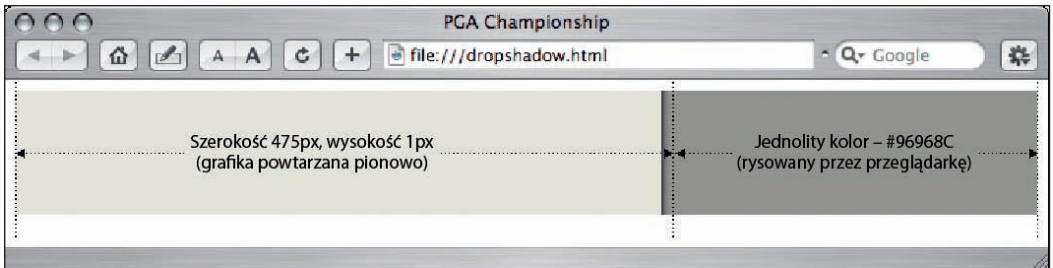 PGA Championship
A A
file:///dropshadow.html
Google
Szerokość 475px, wysokość 1px
(grafika powtarzana pionowo)
Jednolity kolor – #96968C
(rysowany przez przeglądarkę)